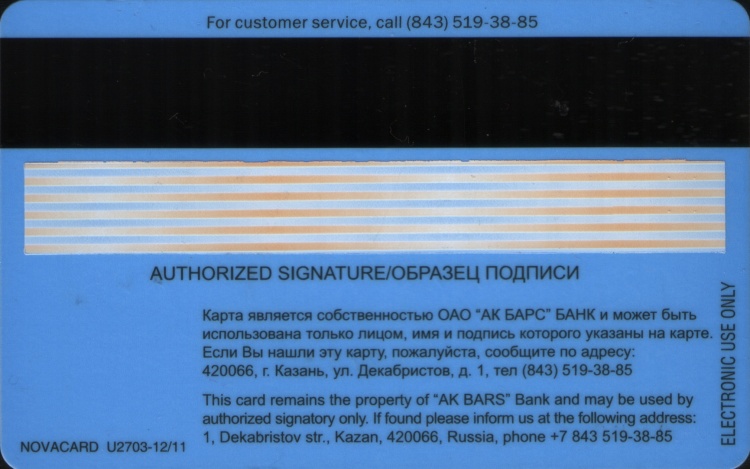 For customer service, call (843) 519-38-85
AUTHORIZED SIGNATURE/ОБРАЗЕЦ ПОДПИСИ
Карта является собственностью ОАО "АК БАРС" БАНК и может быть
использована только лицом, имя и подпись которого указаны на карте.
Если Вы нашли эту карту, пожалуйста, сообщите по адресу:
420066, г. Казань, ул. Декабристов, д. 1, тел (843) 519-38-85
This card remains the property of "AK BARS" Bank and may be used by
authorized signatory only. If found please inform us at the following address:
1, Dekabristov str., Kazan, 420066, Russia, phone +7 843 519-38-85
NOVACARD U2703-12/11
ELECTRONIC USE ONLY